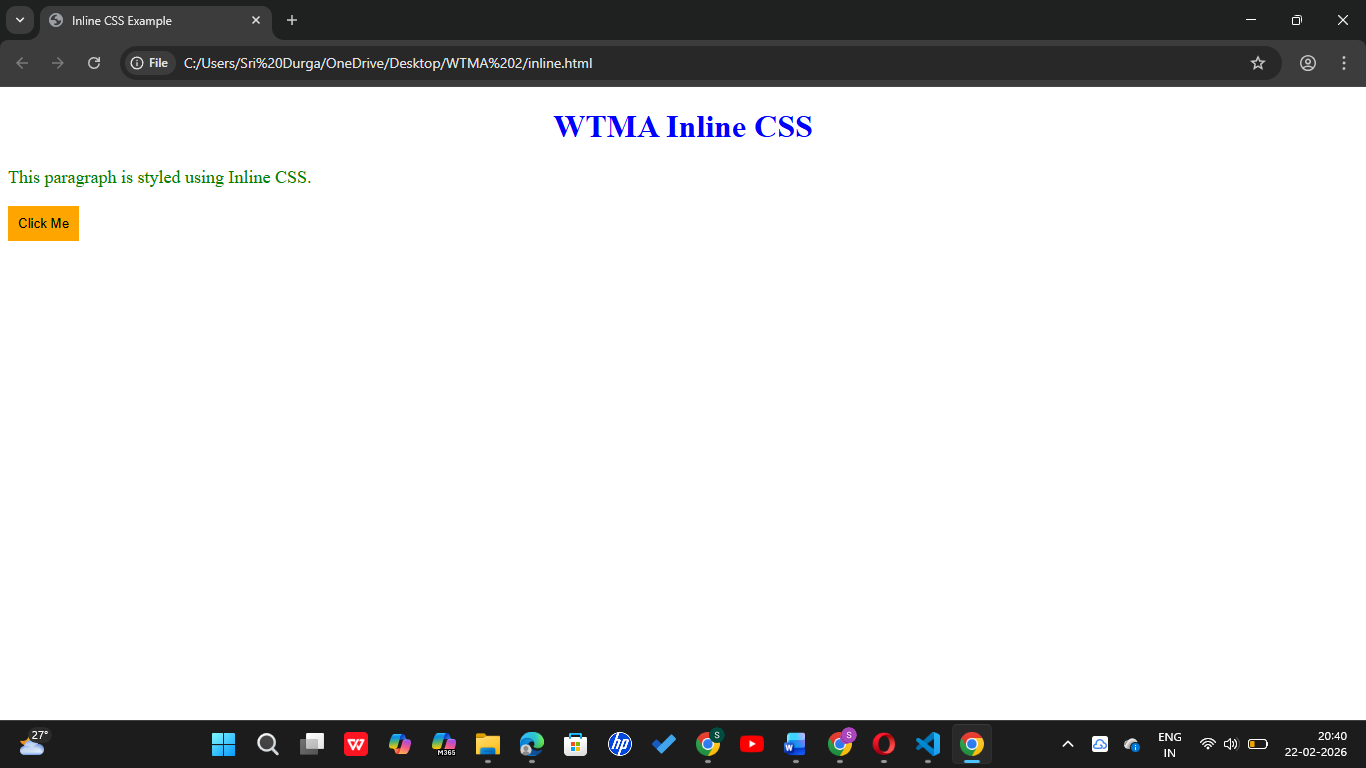 Inline CSS Example
File C:/Users/Sri%20Durga/OneDrive/Desktop/WTMA%202/inline.html
WTMA Inline CSS
This paragraph is styled using Inline CSS.
Click Me
27°
W
M365
hp
S
W
S
ENG
IN
20:40
22-02-2026